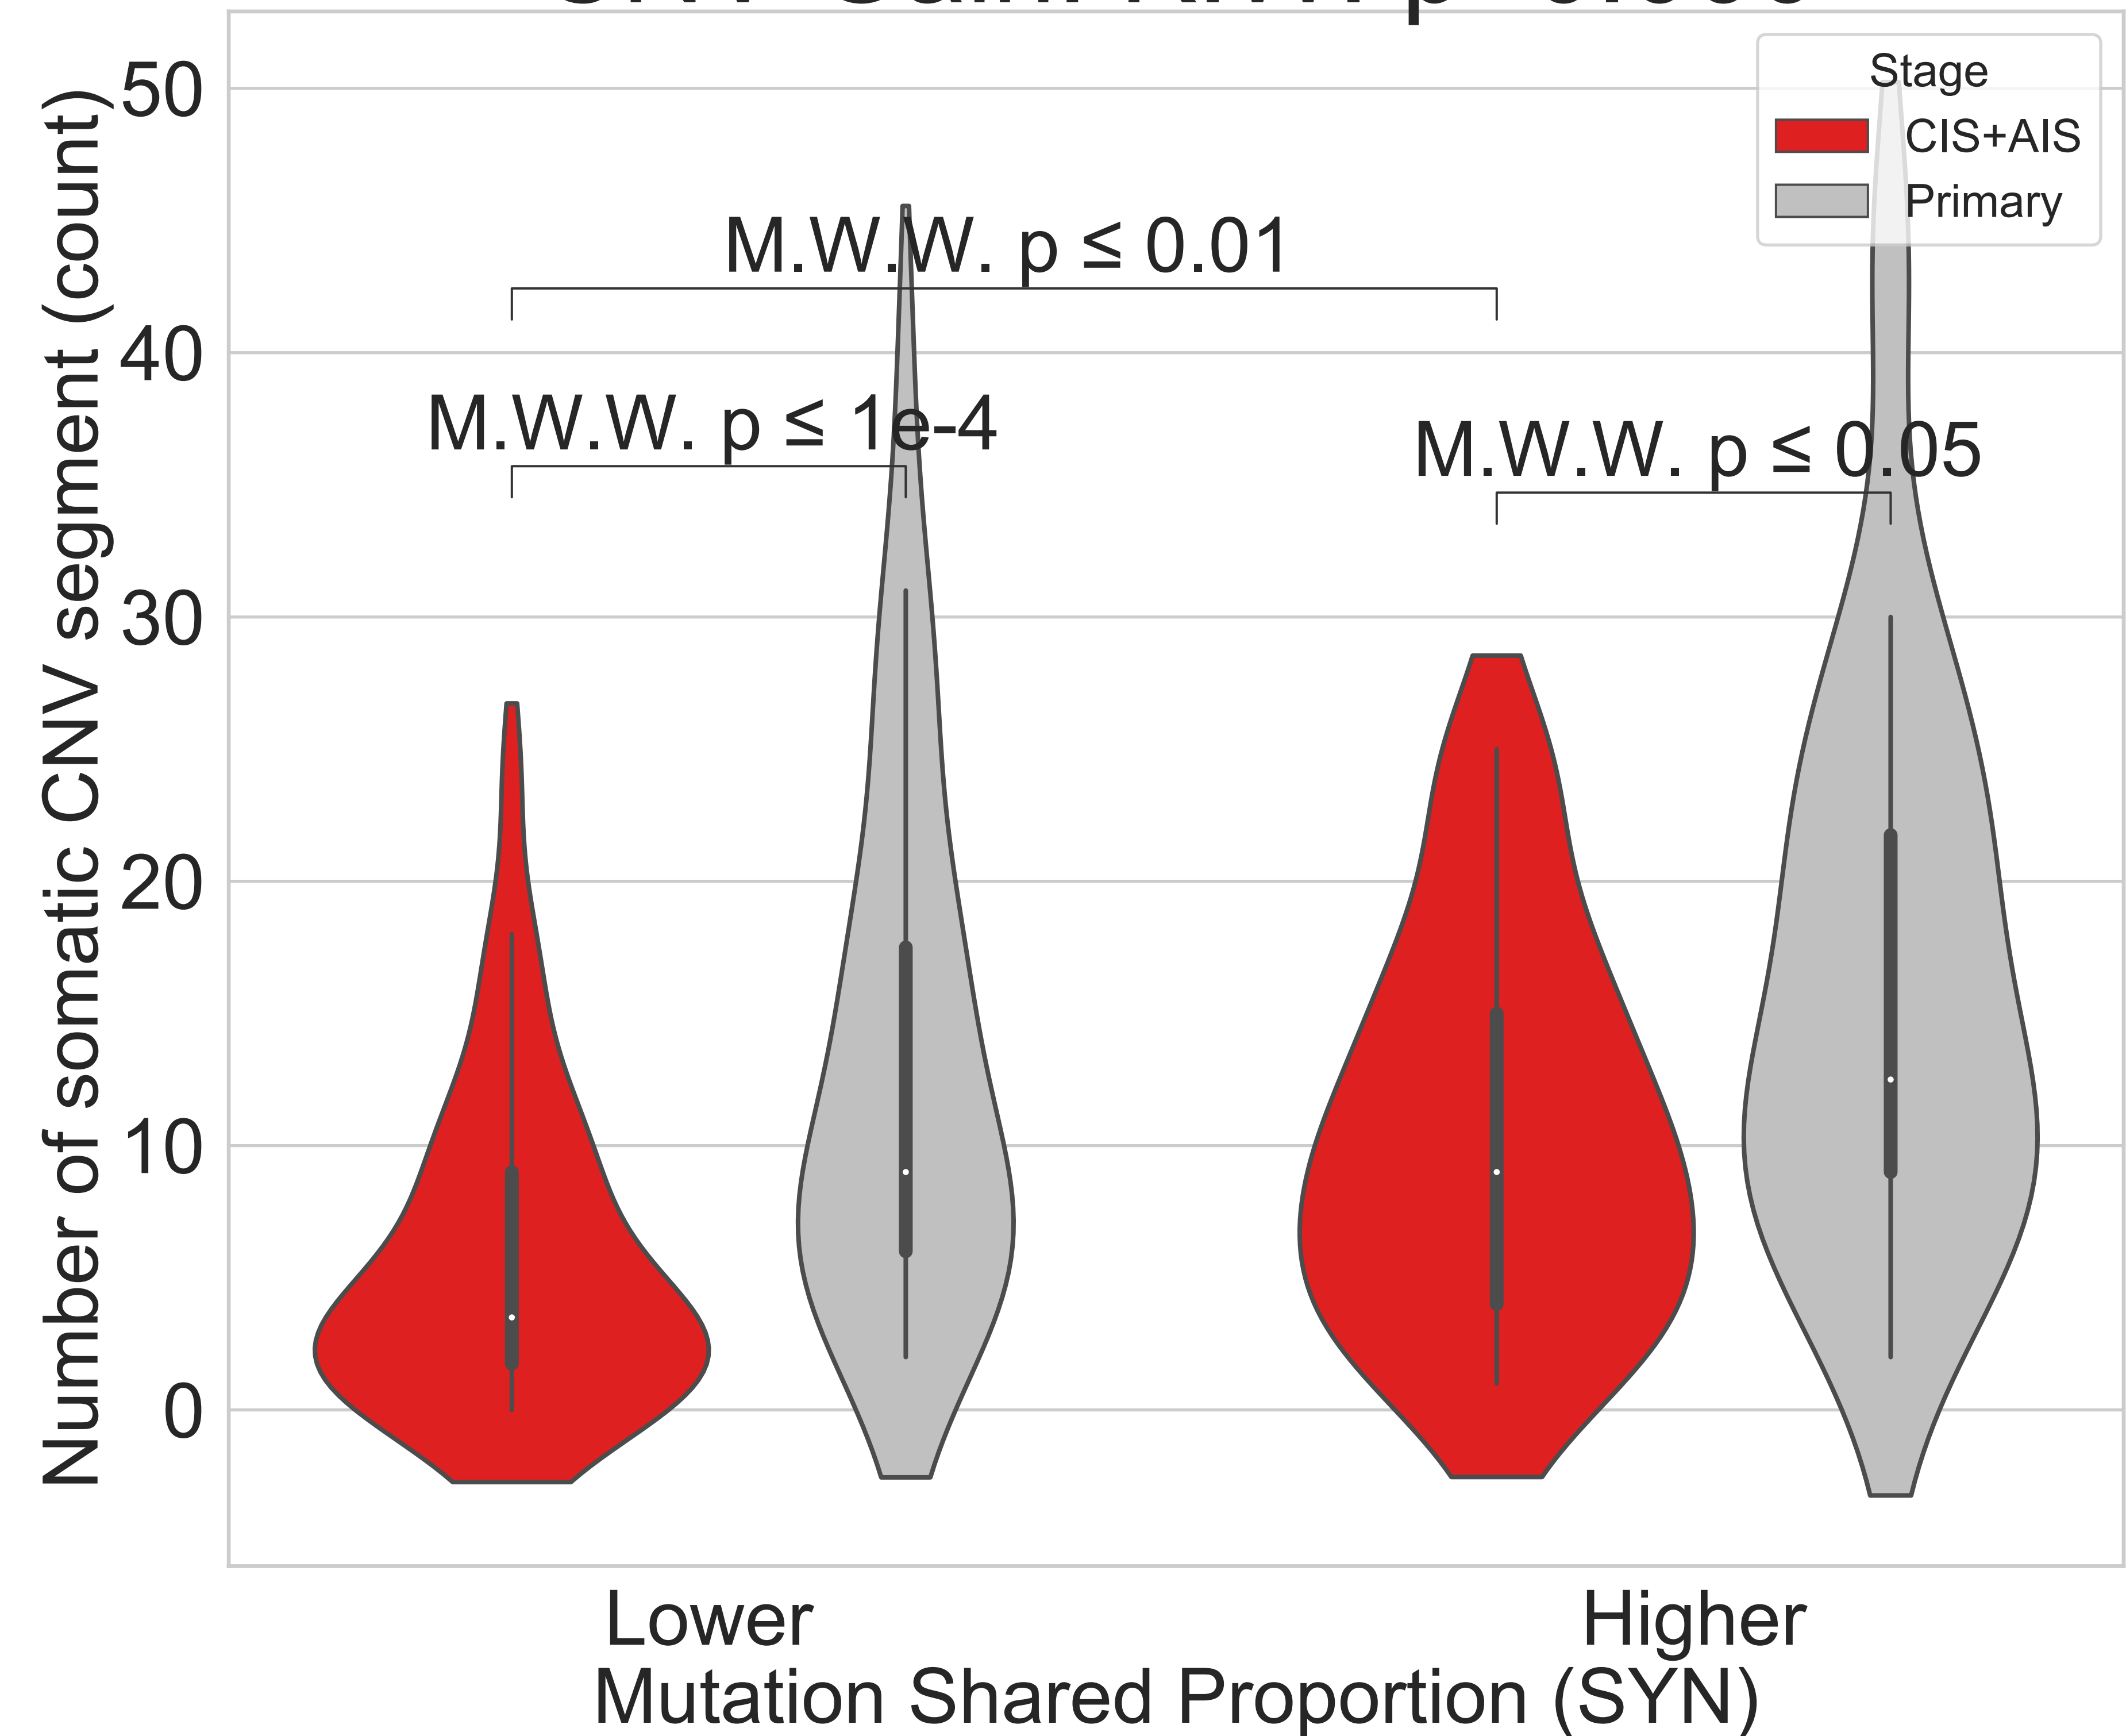 Stage
CIS+AIS
Primary
M.W.W. p ≤ 0.01
M.W.W. p ≤ 1e-4
M.W.W. p ≤ 0.05
Number of somatic CNV segment (count)
50
40
30
20
10
0
Lower
Higher
Mutation Shared Proportion (SYN)